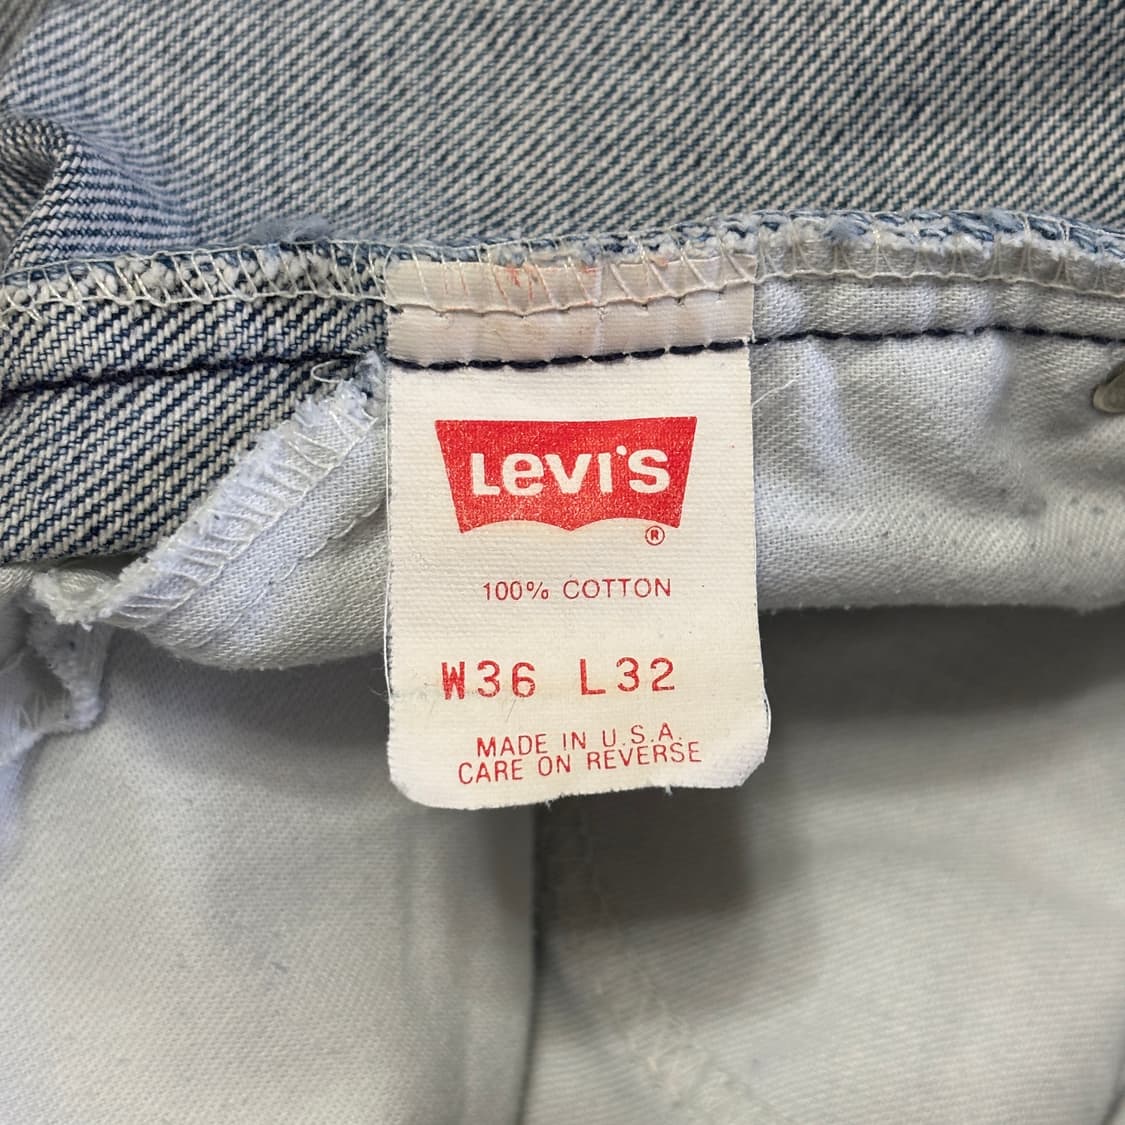 Levi's
®
100% COTTON
W36 L32
MADE IN U.S.A.
CARE ON REVERSE